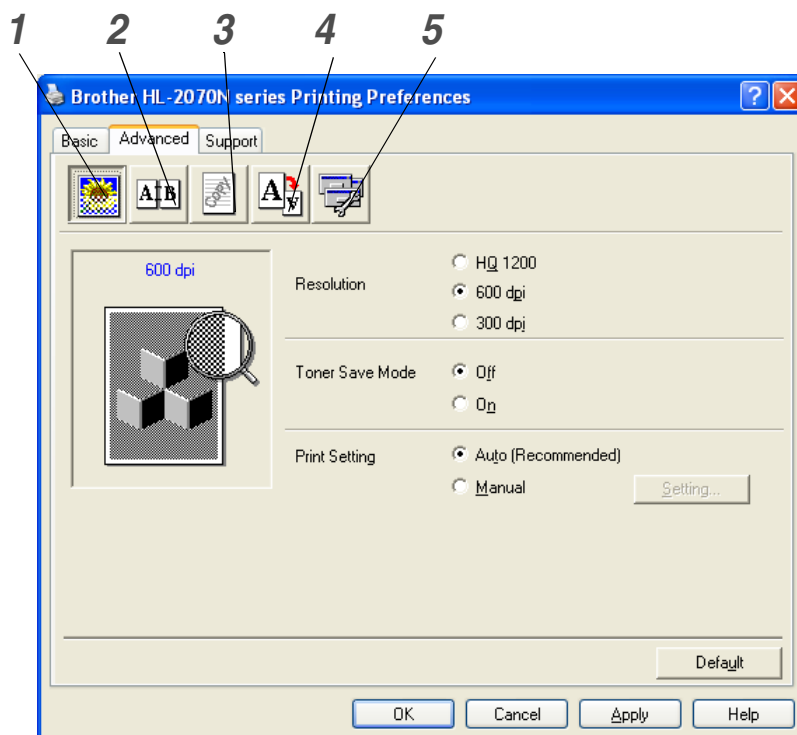 1 2 3 4 5
Brother HL-2070N series Printing Preferences
Basic Advanced Support
A B COPY A A
600 dpi
Resolution
HQ 1200
600 dpi
300 dpi
Toner Save Mode
Off
On
Print Setting
Auto (Recommended)
Manual
Setting...
Default
OK Cancel Apply Help